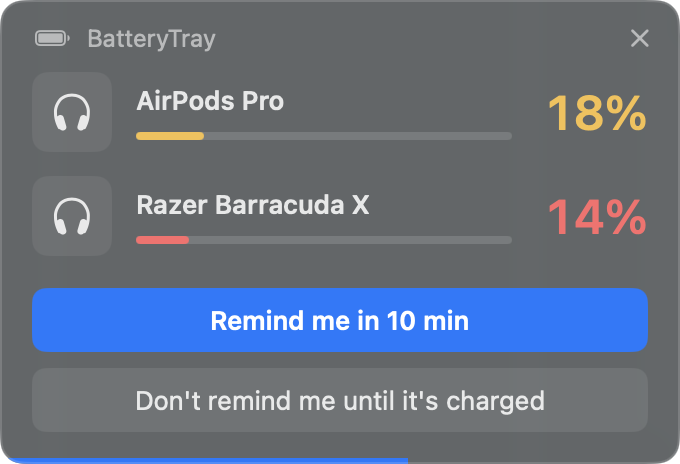 BatteryTray
AirPods Pro
18%
Razer Barracuda X
14%
Remind me in 10 min
Don't remind me until it's charged